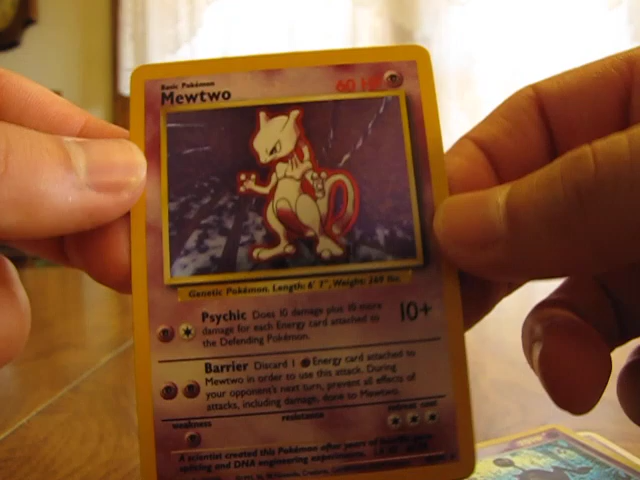 Basic Pokémon
Mewtwo
60 HP
Genetic Pokémon. Length: 6' 7", Weight: 269 lbs.
Psychic Does 10 damage plus 10 more
damage for each Energy card attached to
the Defending Pokémon.
10+
Barrier Discard 1 Energy card attached to
Mewtwo in order to use this attack. During
your opponent's next turn, prevent all effects of
attacks, including damage, done to Mewtwo.
weakness
resistance
retreat cost
A scientist created this Pokémon after years of
splicing and DNA engineering experiments.